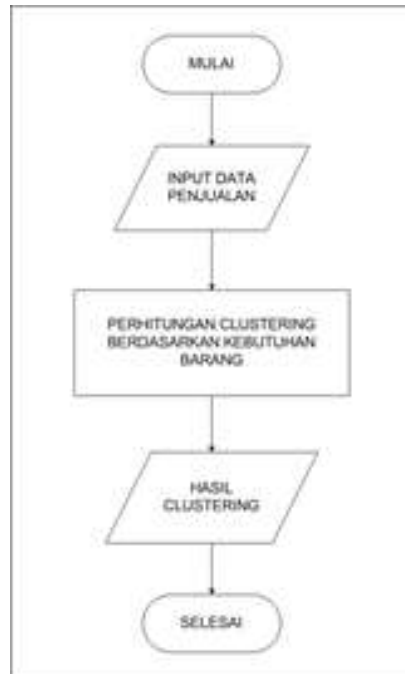 MULAI
INPUT DATA
PENJUALAN
PERHITUNGAN CLUSTERING
BERDASARKAN KEBUTUHAN
BARANG
HASIL
CLUSTERING
SELESAI